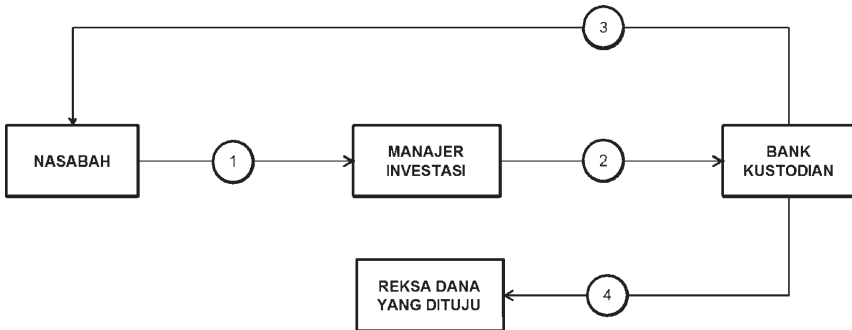 3
NASABAH
1
MANAJER
INVESTASI
2
BANK
KUSTODIAN
REKSA DANA
YANG DITUJU
4